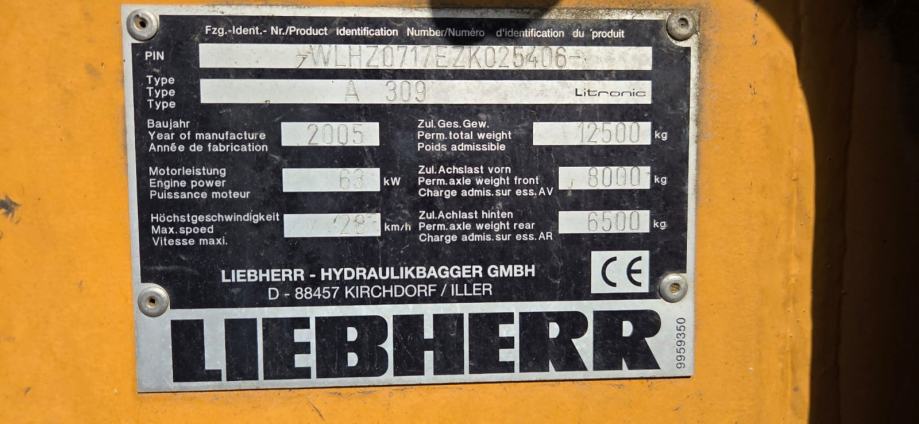 Fzg.-Ident.- Nr./Product identification Number/Numéro d'identification du produit
PIN WLHZ0717EZK025406
Type
Type A 309 Litronic
Type
Baujahr
Year of manufacture 2005
Année de fabrication
Zul.Ges.Gew.
Perm.total weight 12500 kg
Poids admissible
Motorleistung
Engine power 63 kW
Puissance moteur
Zul.Achslast vorn
Perm.axle weight front 8000 kg
Charge admis.sur ess.AV
Höchstgeschwindigkeit
Max.speed 28 km/h
Vitesse maxi.
Zul.Achlast hinten
Perm.axle weight rear 6500 kg
Charge admis.sur ess.AR
LIEBHERR - HYDRAULIKBAGGER GMBH
D - 88457 KIRCHDORF / ILLER
CE
LIEBHERR
9959350